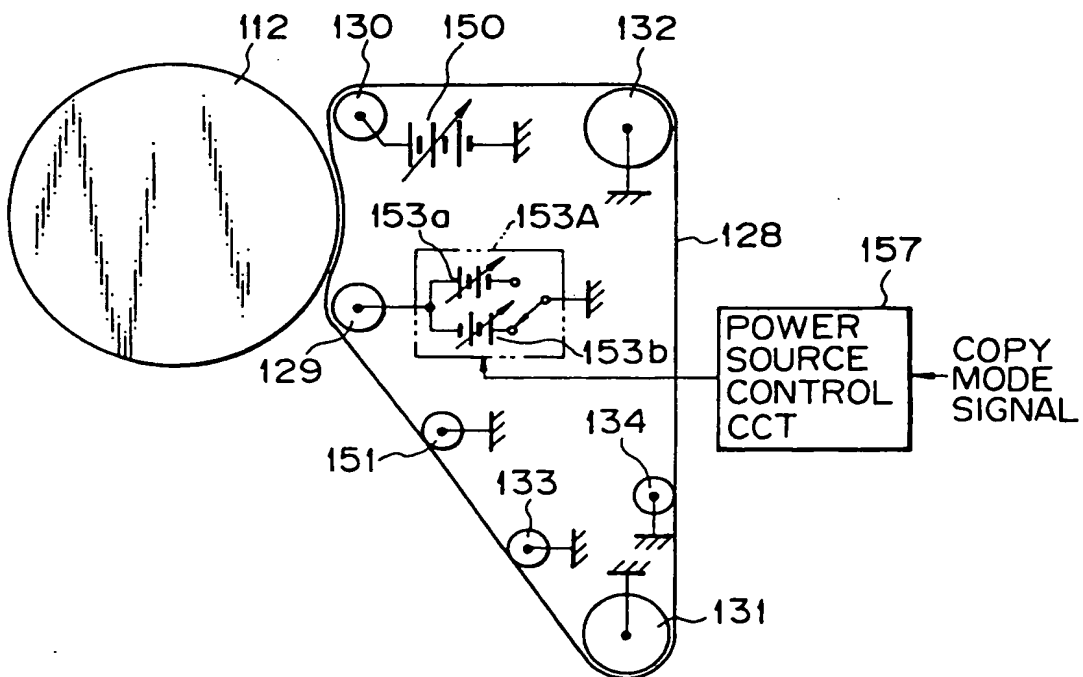 112
130
150
132
153a
153A
128
157
POWER
SOURCE
CONTROL
CCT
COPY
MODE
SIGNAL
153b
129
134
151
133
131